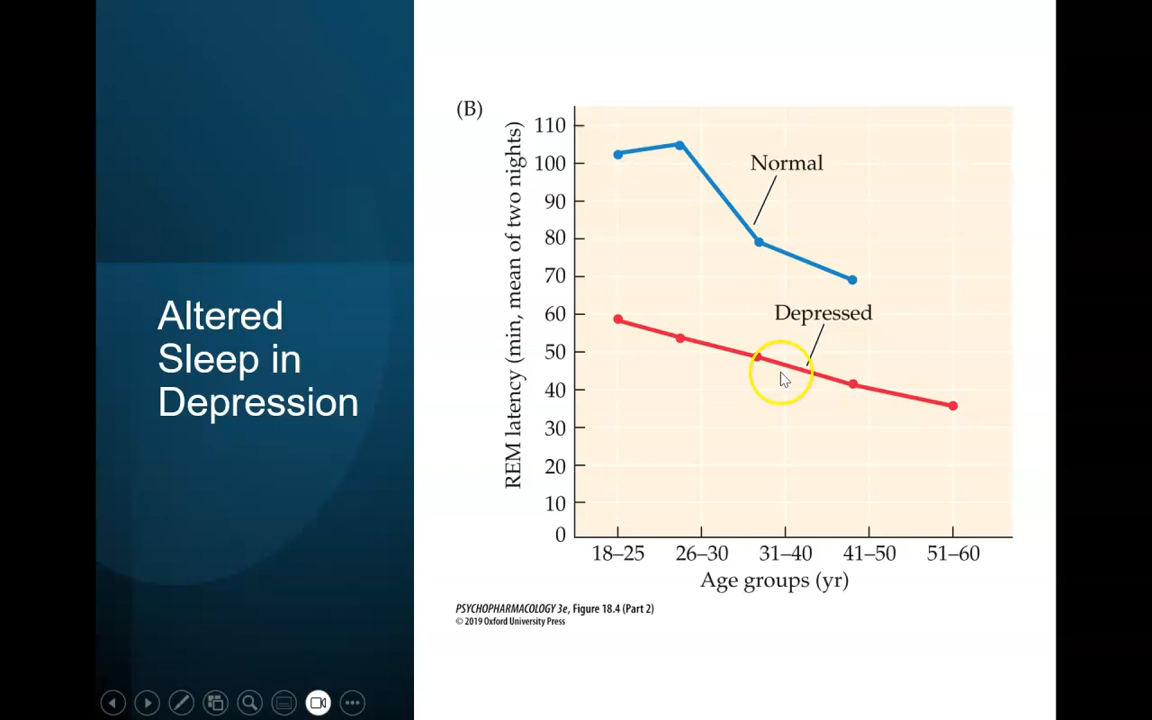 Altered
Sleep in
Depression
(B)
REM latency (min, mean of two nights)
110
100
90
80
70
60
50
40
30
20
10
0
Normal
Depressed
18–25 26–30 31–40 41–50 51–60
Age groups (yr)
PSYCHOPHARMACOLOGY 3e, Figure 18.4 (Part 2)
© 2019 Oxford University Press